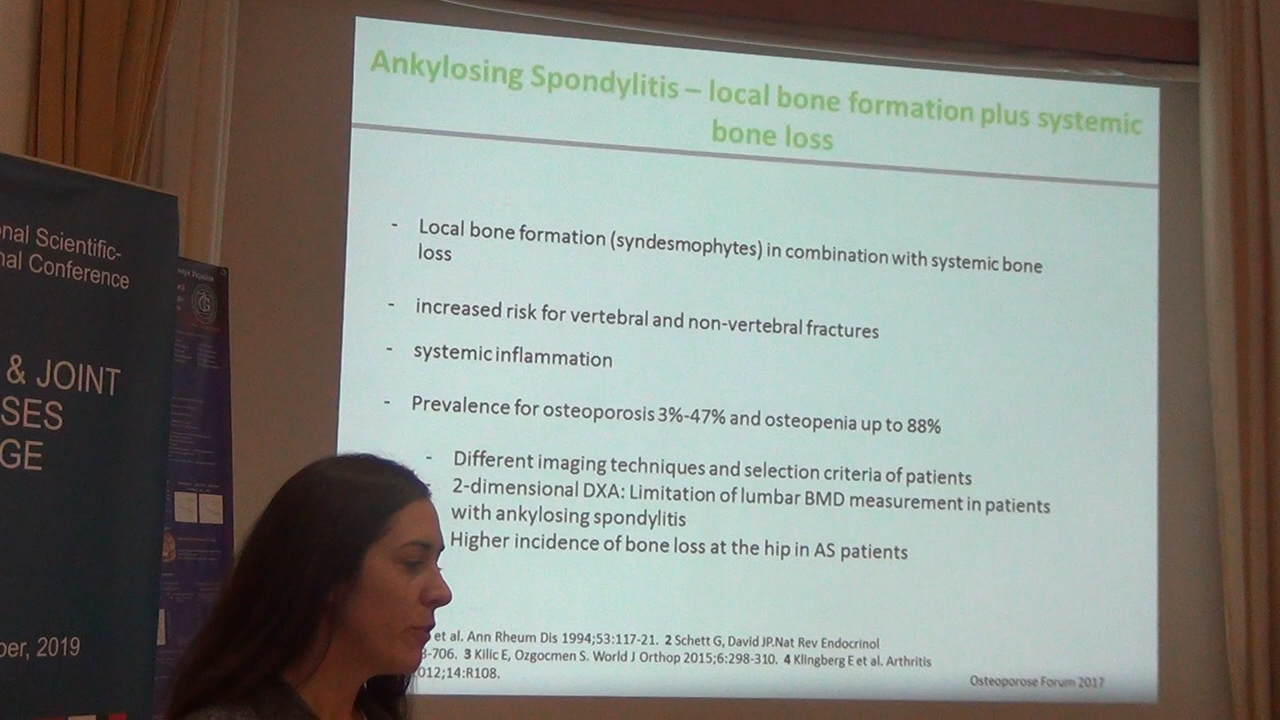 Ankylosing Spondylitis – local bone formation plus systemic
bone loss
- Local bone formation (syndesmophytes) in combination with systemic bone
loss
- increased risk for vertebral and non-vertebral fractures
- systemic inflammation
- Prevalence for osteoporosis 3%-47% and osteopenia up to 88%
- Different imaging techniques and selection criteria of patients
2-dimensional DXA: Limitation of lumbar BMD measurement in patients
with ankylosing spondylitis
Higher incidence of bone loss at the hip in AS patients
et al. Ann Rheum Dis 1994;53:117-21. 2 Schett G, David JP.Nat Rev Endocrinol
-706. 3 Kilic E, Ozgocmen S. World J Orthop 2015;6:298-310. 4 Klingberg E et al. Arthritis
012;14:R108.
Osteoporose Forum 2017
nal Scientific-
al Conference
& JOINT
SES
GE
ber, 2019